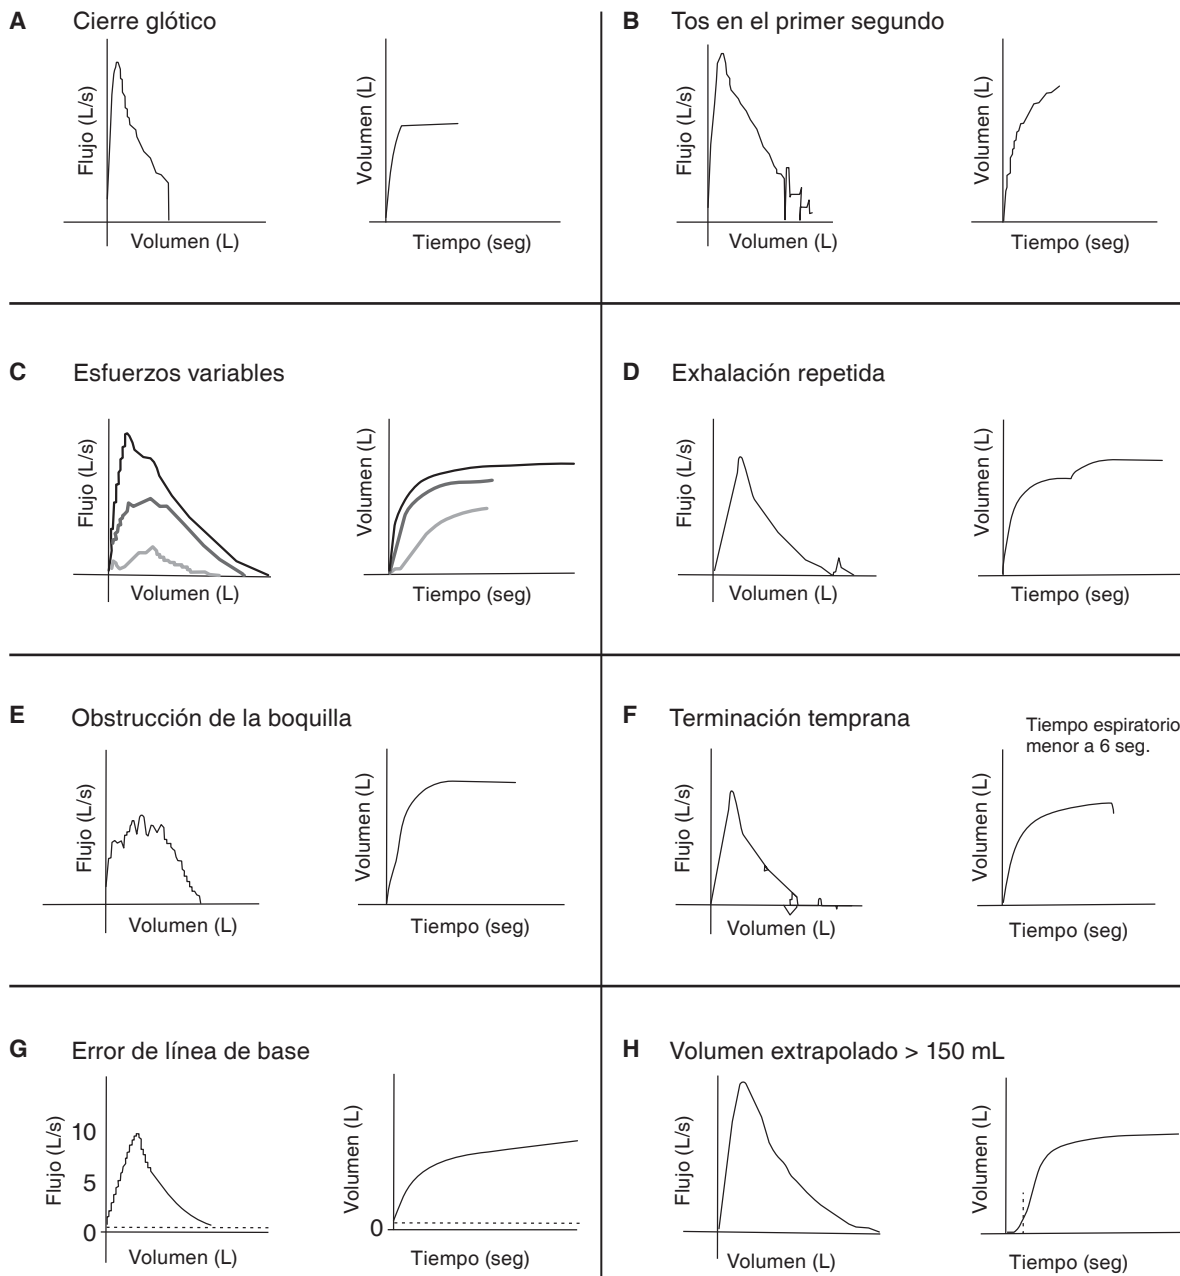 A Cierre glótico
Flujo (L/s)
Volumen (L)
Volumen (L)
Tiempo (seg)
B Tos en el primer segundo
Flujo (L/s)
Volumen (L)
Volumen (L)
Tiempo (seg)
C Esfuerzos variables
Flujo (L/s)
Volumen (L)
Volumen (L)
Tiempo (seg)
D Exhalación repetida
Flujo (L/s)
Volumen (L)
Volumen (L)
Tiempo (seg)
E Obstrucción de la boquilla
Flujo (L/s)
Volumen (L)
Volumen (L)
Tiempo (seg)
F Terminación temprana
Tiempo espiratorio
menor a 6 seg.
Flujo (L/s)
Volumen (L)
Volumen (L)
Tiempo (seg)
G Error de línea de base
Flujo (L/s)
10
5
0
Volumen (L)
Volumen (L)
0
Tiempo (seg)
H Volumen extrapolado > 150 mL
Flujo (L/s)
Volumen (L)
Volumen (L)
Tiempo (seg)